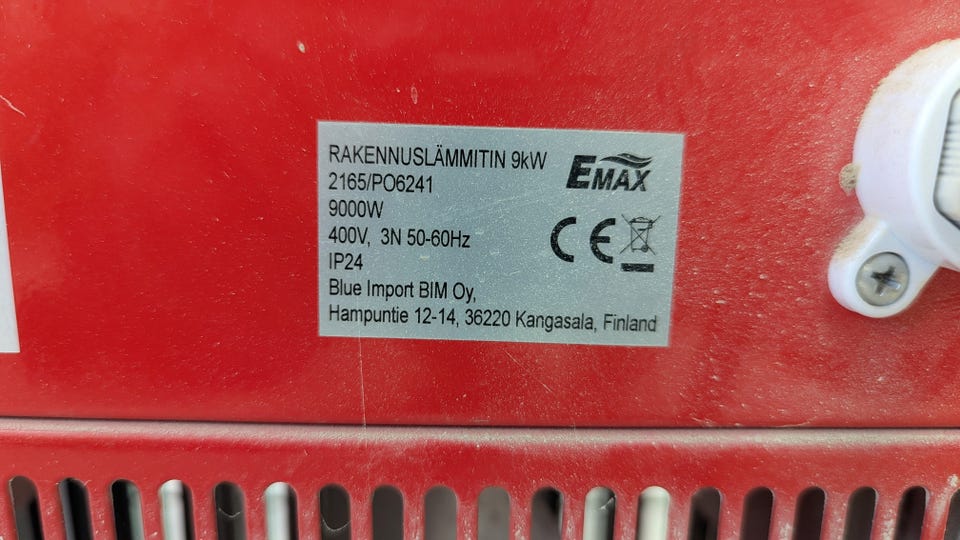 RAKENNUSLÄMMITIN 9kW
2165/PO6241
9000W
400V, 3N 50-60Hz
IP24
Blue Import BIM Oy,
Hampuntie 12-14, 36220 Kangasala, Finland
EMAX
CE